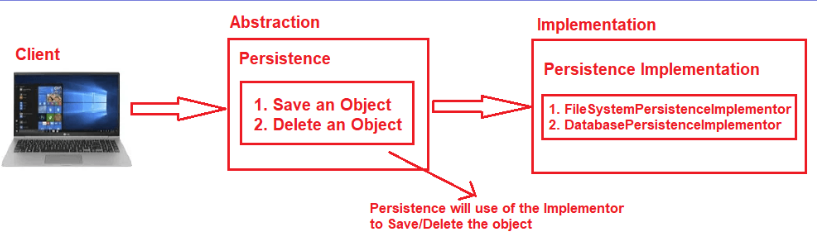 Client
Abstraction
Persistence
1. Save an Object
2. Delete an Object
Persistence will use of the Implementor
to Save/Delete the object
Implementation
Persistence Implementation
1. FileSystemPersistenceImplementor
2. DatabasePersistenceImplementor